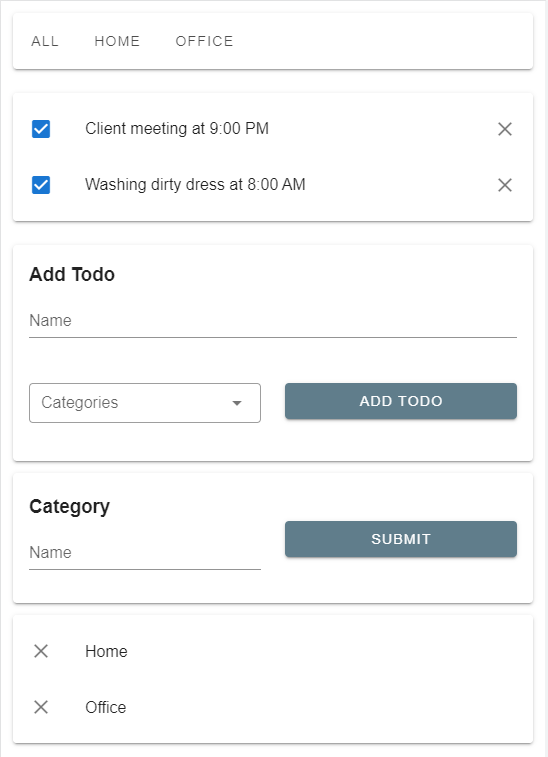 ALL HOME OFFICE
Client meeting at 9:00 PM
Washing dirty dress at 8:00 AM
Add Todo
Name
Categories ADD TODO
Category
SUBMIT
Name
Home
Office